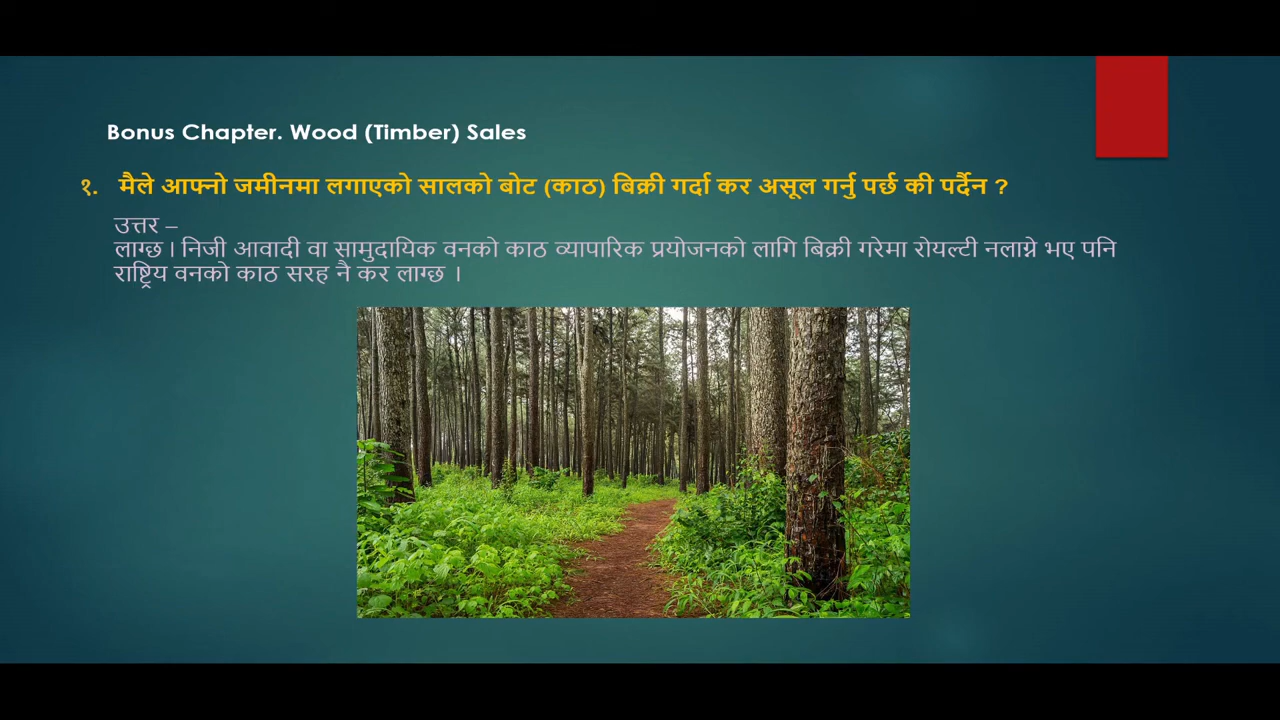 Bonus Chapter. Wood (Timber) Sales
१. मैले आफ्नो जमीनमा लगाएको सालको बोट (काठ) बिक्री गर्दा कर असूल गर्नु पर्छ की पर्दैन ?
उत्तर –
लाग्छ । निजी आवादी वा सामुदायिक वनको काठ व्यापारिक प्रयोजनको लागि बिक्री गरेमा रोयल्टी नलाग्ने भए पनि
राष्ट्रिय वनको काठ सरह नै कर लाग्छ ।